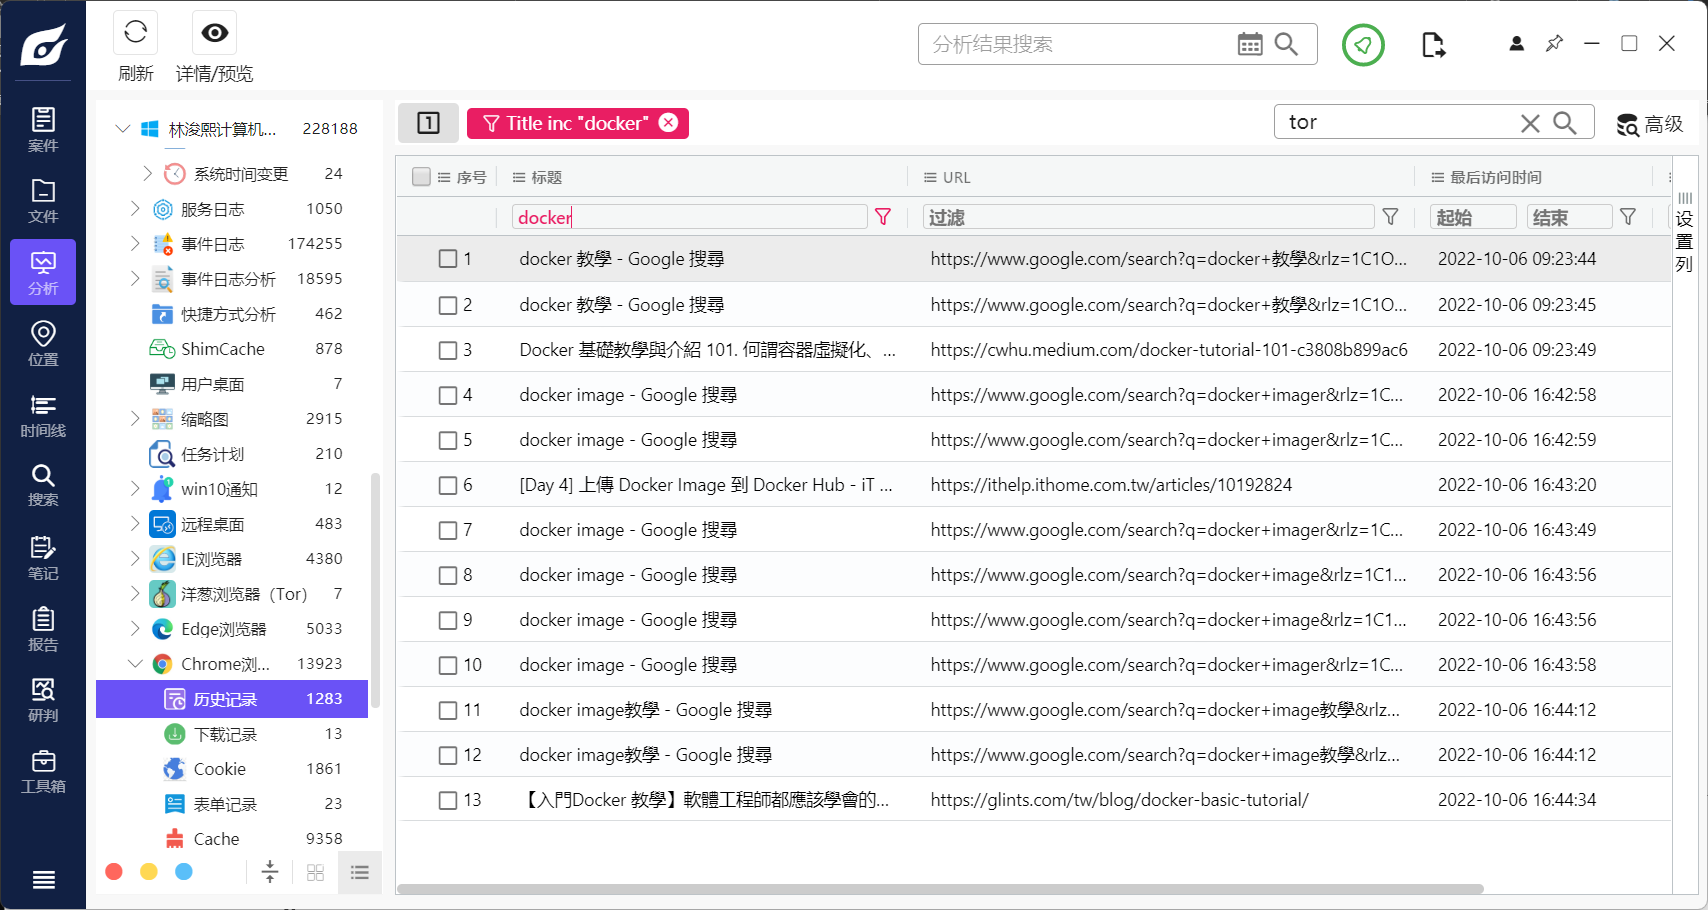 刷新
详情/预览
分析结果搜索
案件
文件
分析
位置
时间线
搜索
笔记
报告
研判
工具箱
林浚熙计算机... 228188
系统时间变更 24
服务日志 1050
事件日志 174255
事件日志分析 18595
快捷方式分析 462
ShimCache 878
用户桌面 7
缩略图 2915
任务计划 210
win10通知 12
远程桌面 483
IE浏览器 4380
洋葱浏览器（Tor） 7
Edge浏览器 5033
Chrome浏... 13923
历史记录 1283
下载记录 13
Cookie 1861
表单记录 23
Cache 9358
1 Title inc "docker" tor 高级
序号 标题 URL 最后访问时间
docker 过滤 起始 结束
设置列
1 docker 教學 - Google 搜尋 https://www.google.com/search?q=docker+教學&rlz=1C1O... 2022-10-06 09:23:44
2 docker 教學 - Google 搜尋 https://www.google.com/search?q=docker+教學&rlz=1C1O... 2022-10-06 09:23:45
3 Docker 基礎教學與介紹 101. 何謂容器虛擬化、... https://cwhu.medium.com/docker-tutorial-101-c3808b899ac6 2022-10-06 09:23:49
4 docker image - Google 搜尋 https://www.google.com/search?q=docker+imager&rlz=1C... 2022-10-06 16:42:58
5 docker image - Google 搜尋 https://www.google.com/search?q=docker+imager&rlz=1C... 2022-10-06 16:42:59
6 [Day 4] 上傳 Docker Image 到 Docker Hub - iT ... https://ithelp.ithome.com.tw/articles/10192824 2022-10-06 16:43:20
7 docker image - Google 搜尋 https://www.google.com/search?q=docker+imager&rlz=1C... 2022-10-06 16:43:49
8 docker image - Google 搜尋 https://www.google.com/search?q=docker+image&rlz=1C1... 2022-10-06 16:43:56
9 docker image - Google 搜尋 https://www.google.com/search?q=docker+image&rlz=1C1... 2022-10-06 16:43:56
10 docker image - Google 搜尋 https://www.google.com/search?q=docker+imager&rlz=1C... 2022-10-06 16:43:58
11 docker image教學 - Google 搜尋 https://www.google.com/search?q=docker+image教學&rlz... 2022-10-06 16:44:12
12 docker image教學 - Google 搜尋 https://www.google.com/search?q=docker+image教學&rlz... 2022-10-06 16:44:12
13 【入門Docker 教學】軟體工程師都應該學會的... https://glints.com/tw/blog/docker-basic-tutorial/ 2022-10-06 16:44:34